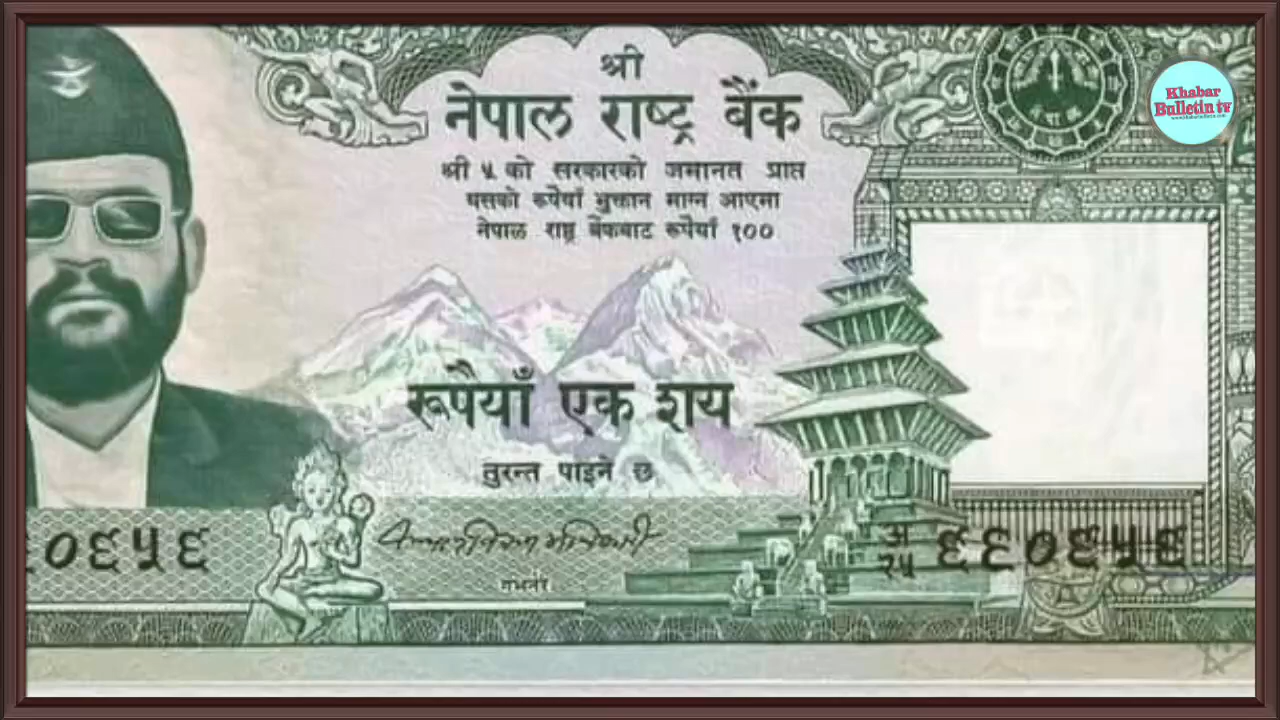 श्री
नेपाल राष्ट्र बैंक
श्री ५ को सरकारको जमानत प्राप्त
यसको रूपैयाँ भुक्तान माग्न आएमा
नेपाल राष्ट्र बैंकबाट रूपैयाँ १००
रूपैयाँ एक शय
तुरन्त पाइने छ
गभर्नर
०६५६
अ
२५ ६६०६५६
Khabar
Bulletin tv